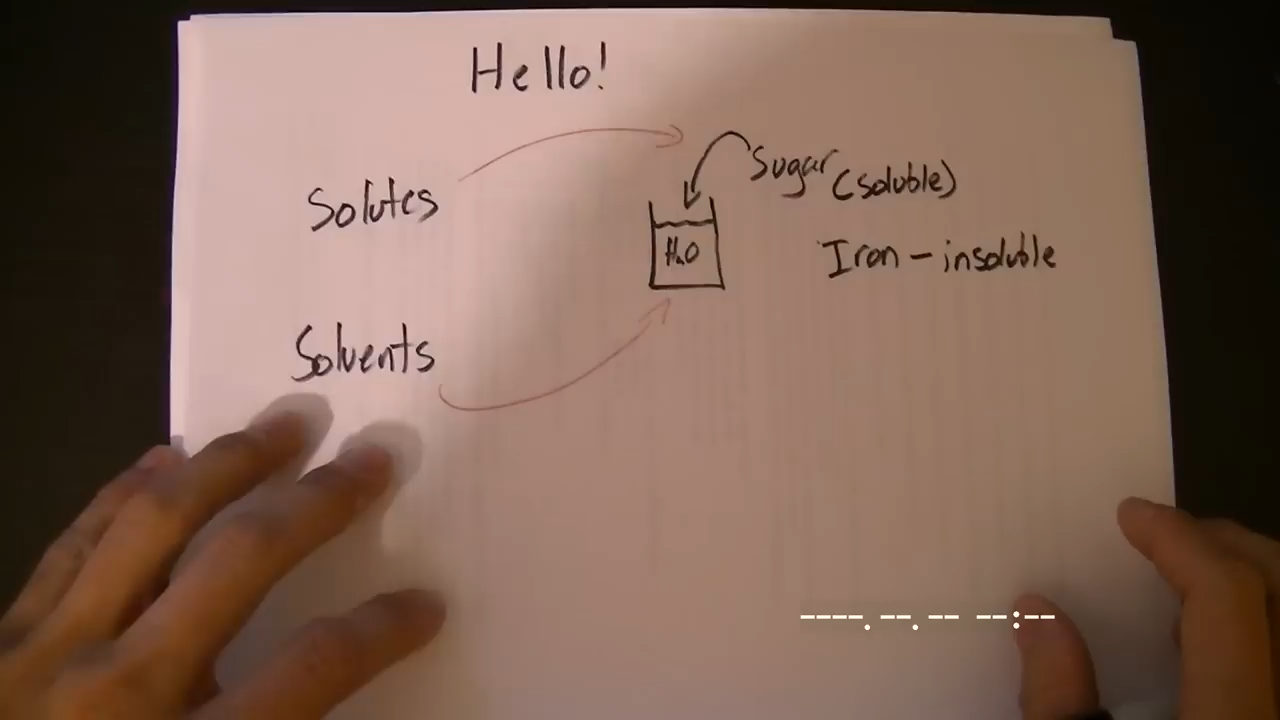 Hello!
Solutes
Sugar (soluble)
H₂O
Iron - insoluble
Solvents
----.--.-- --:--